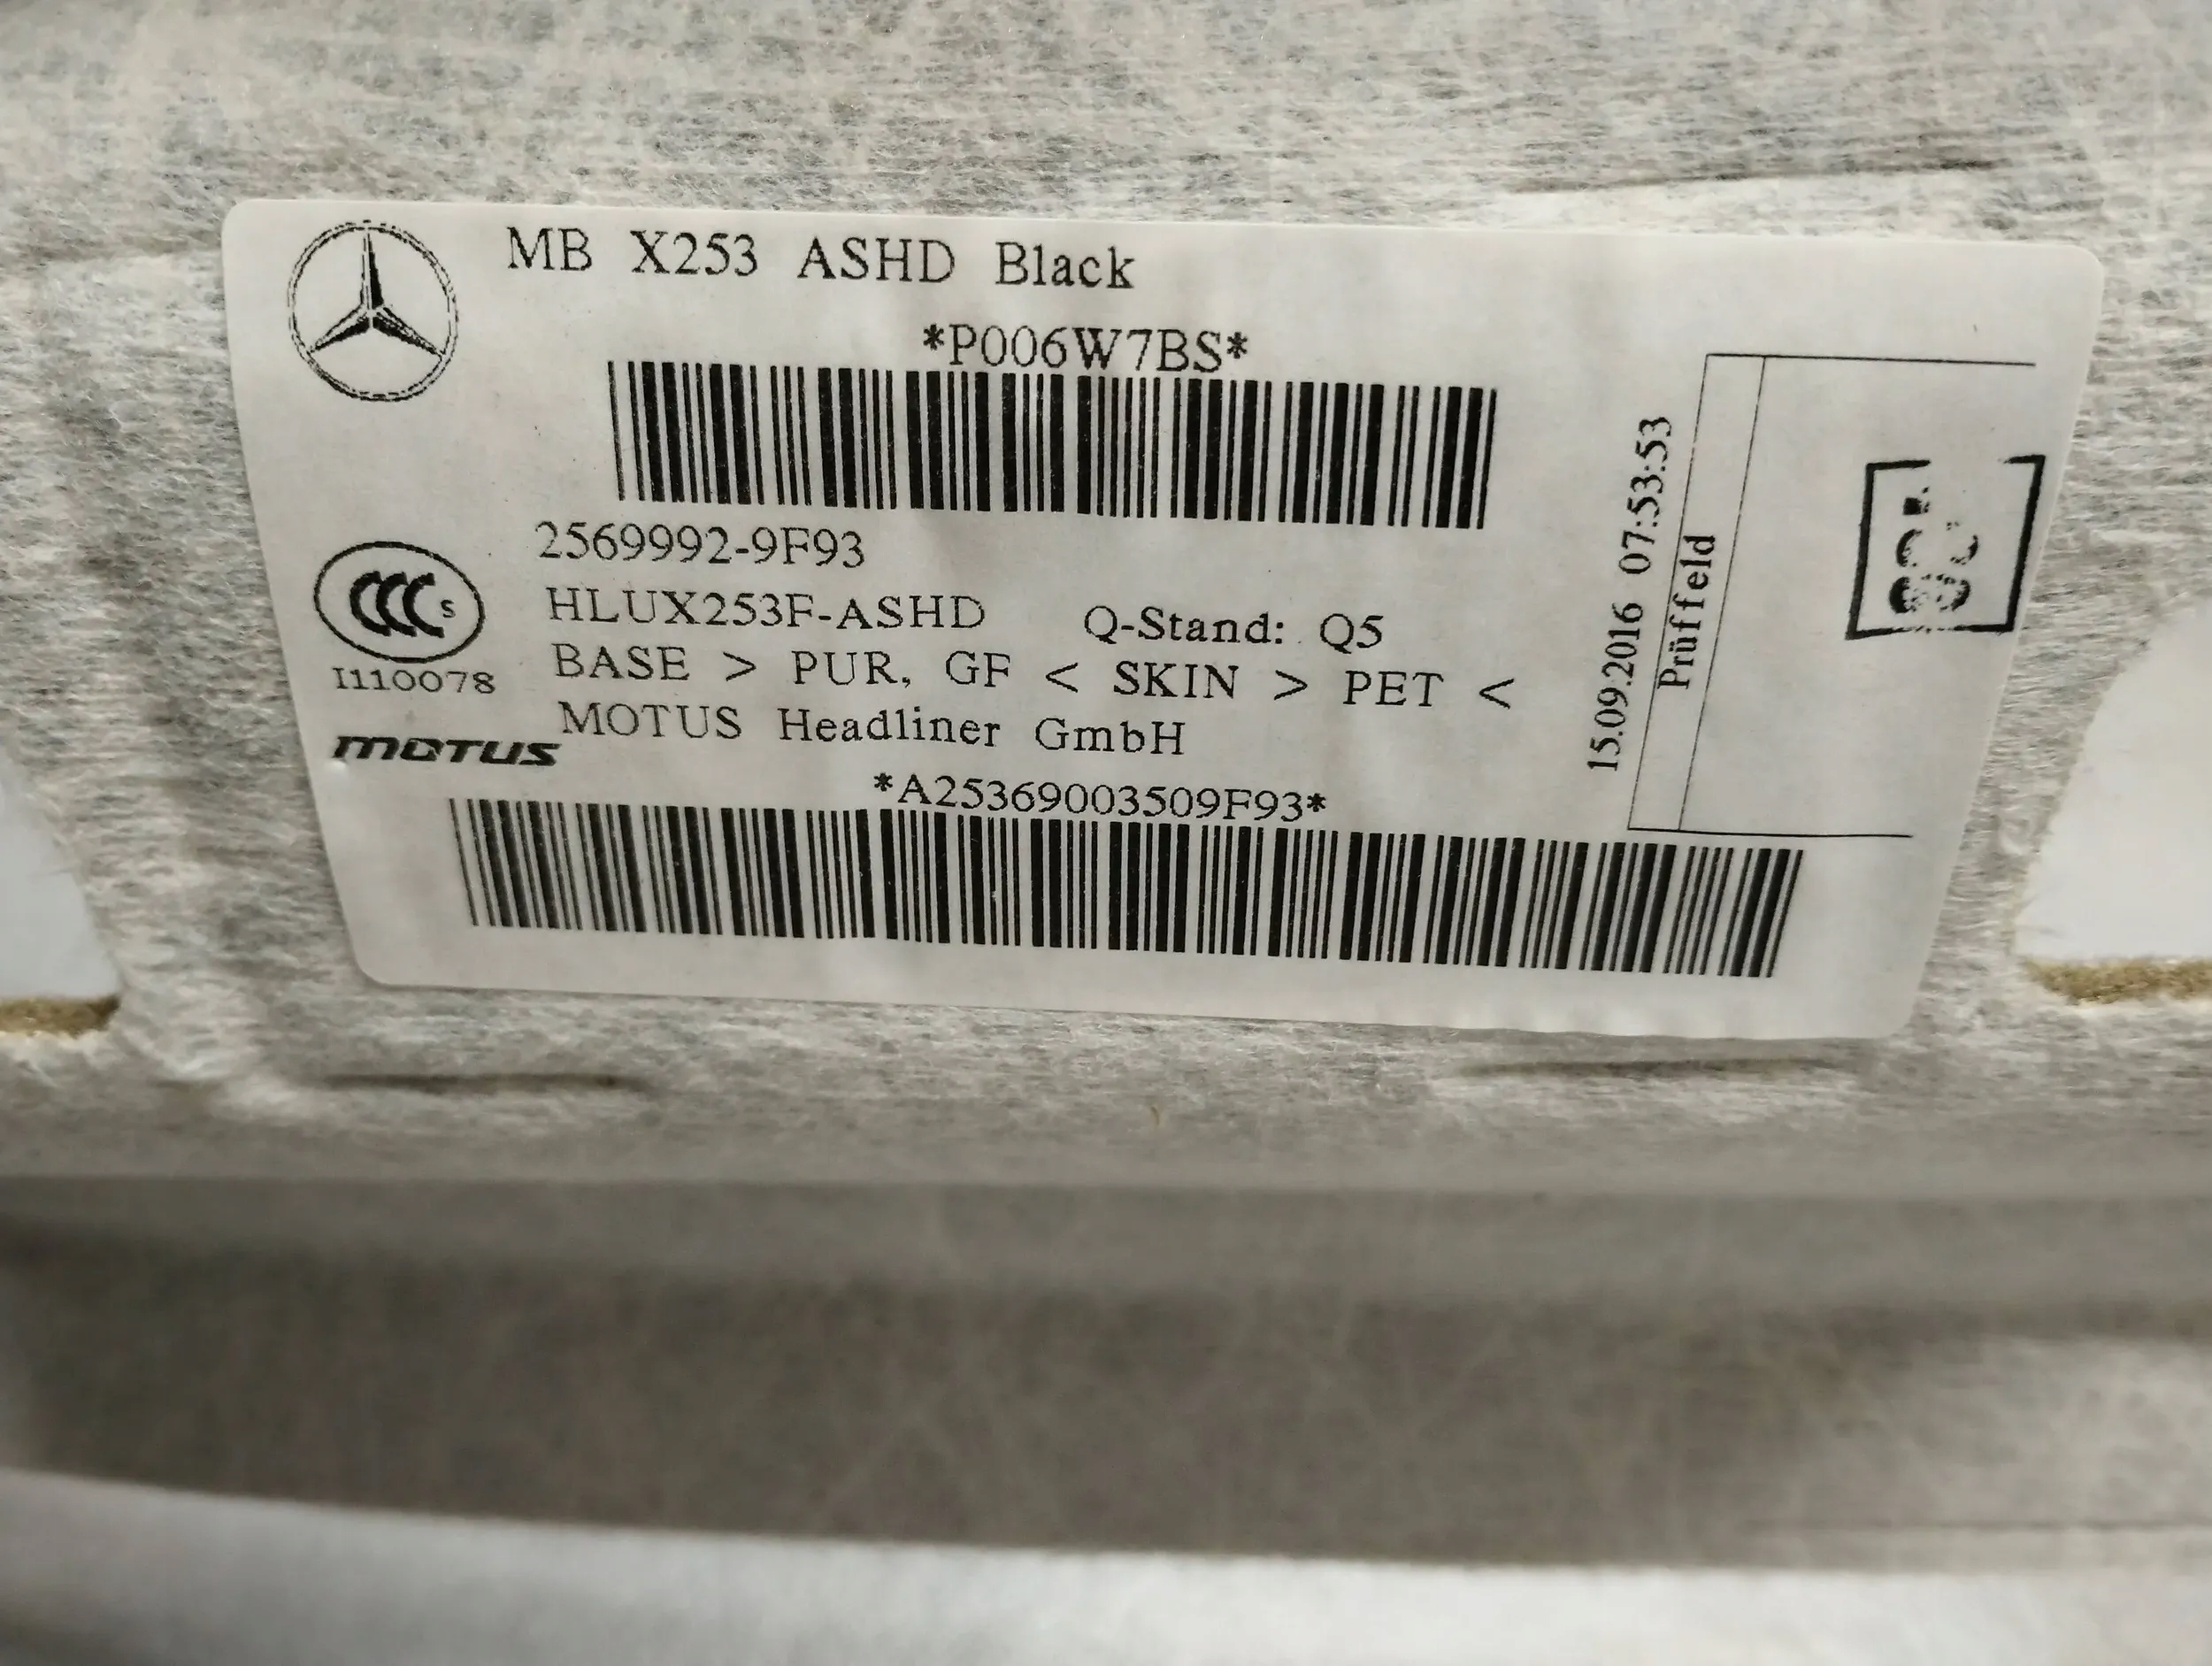 MB X253 ASHD Black
*P006W7BS*
2569992-9F93
HLUX253F-ASHD Q-Stand: Q5
BASE > PUR, GF < SKIN > PET <
MOTUS Headliner GmbH
*A25369003509F93*
CCC S
I110078
MOTUS
15.09.2016 07:53:53
Prüffeld